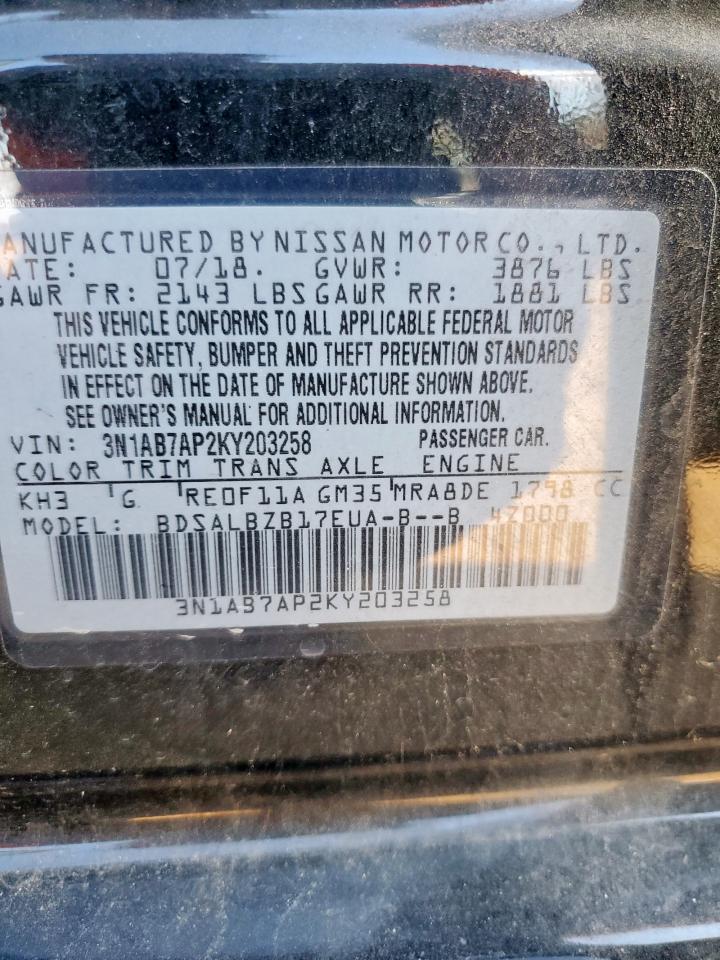 ANUFACTURED BY NISSAN MOTOR CO., LTD.
ATE: 07/18. GVWR: 3876 LBS
GAWR FR: 2143 LBS GAWR RR: 1881 LBS
THIS VEHICLE CONFORMS TO ALL APPLICABLE FEDERAL MOTOR
VEHICLE SAFETY, BUMPER AND THEFT PREVENTION STANDARDS
IN EFFECT ON THE DATE OF MANUFACTURE SHOWN ABOVE.
SEE OWNER'S MANUAL FOR ADDITIONAL INFORMATION.
VIN: 3N1AB7AP2KY203258 PASSENGER CAR.
COLOR TRIM TRANS AXLE ENGINE
KH3 G RE0F11A GM35 MRA8DE 1798 CC
MODEL: BDSALBZB17EUA-B--B 4Z000
3N1AB7AP2KY203258